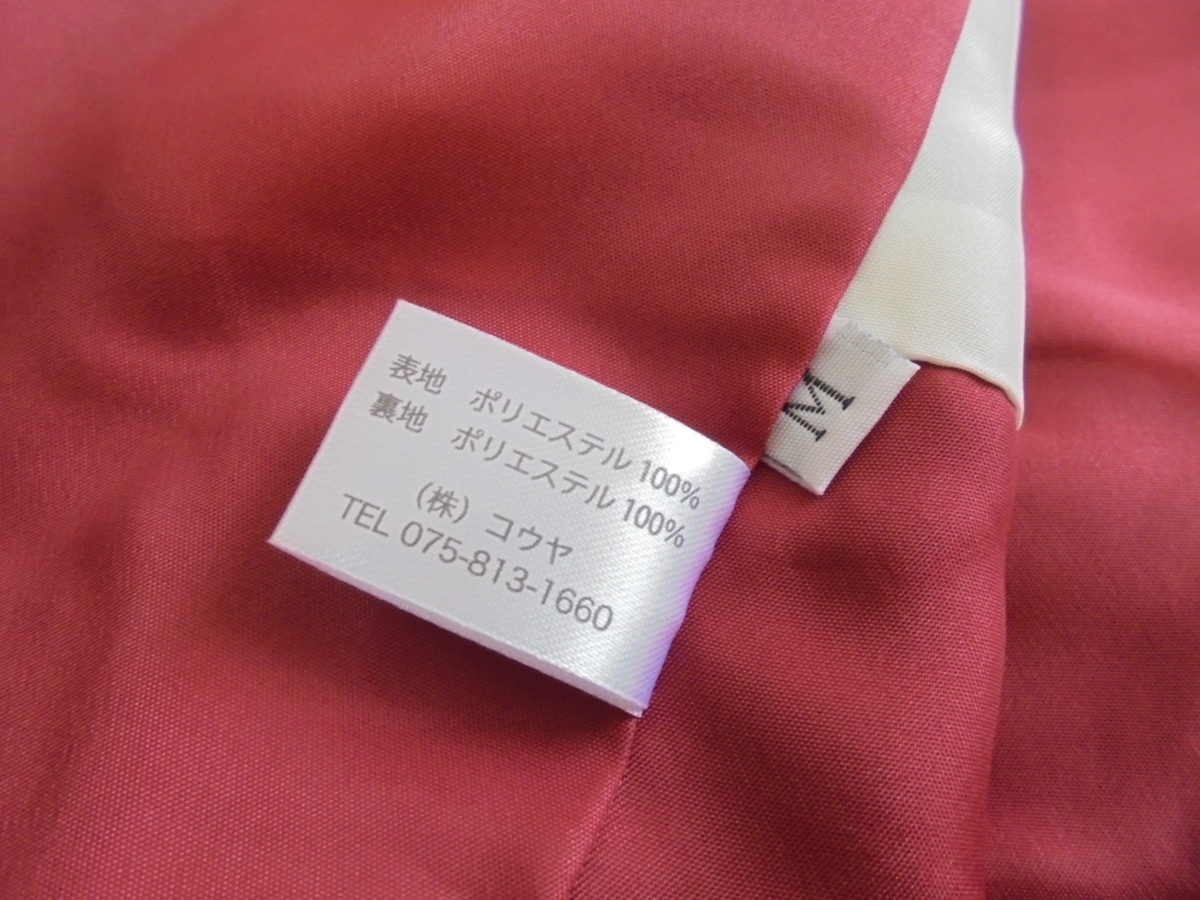 表地 ポリエステル 100%
裏地 ポリエステル 100%
（株）コウヤ
TEL 075-813-1660
M